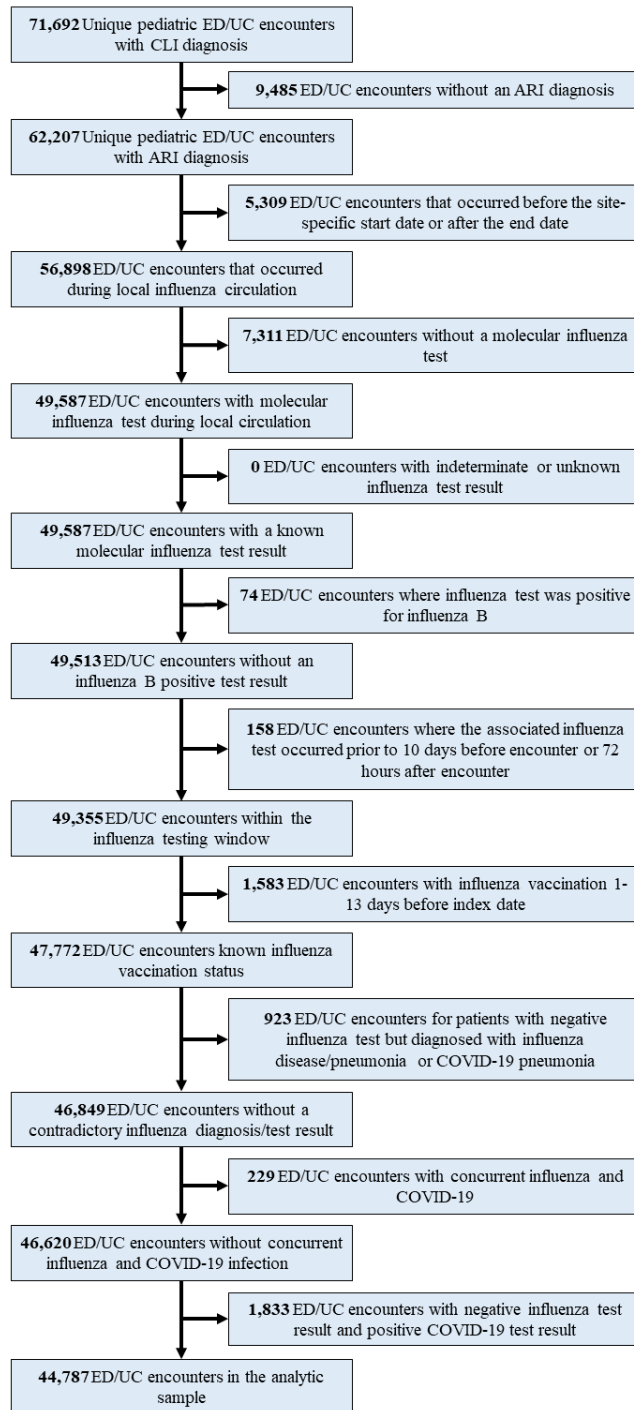 71,692 Unique pediatric ED/UC encounters
with CLI diagnosis
9,485 ED/UC encounters without an ARI diagnosis
62,207 Unique pediatric ED/UC encounters
with ARI diagnosis
5,309 ED/UC encounters that occurred before the site-
specific start date or after the end date
56,898 ED/UC encounters that occurred
during local influenza circulation
7,311 ED/UC encounters without a molecular influenza
test
49,587 ED/UC encounters with molecular
influenza test during local circulation
0 ED/UC encounters with indeterminate or unknown
influenza test result
49,587 ED/UC encounters with a known
molecular influenza test result
74 ED/UC encounters where influenza test was positive
for influenza B
49,513 ED/UC encounters without an
influenza B positive test result
158 ED/UC encounters where the associated influenza
test occurred prior to 10 days before encounter or 72
hours after encounter
49,355 ED/UC encounters within the
influenza testing window
1,583 ED/UC encounters with influenza vaccination 1-
13 days before index date
47,772 ED/UC encounters known influenza
vaccination status
923 ED/UC encounters for patients with negative
influenza test but diagnosed with influenza
disease/pneumonia or COVID-19 pneumonia
46,849 ED/UC encounters without a
contradictory influenza diagnosis/test result
229 ED/UC encounters with concurrent influenza and
COVID-19
46,620 ED/UC encounters without concurrent
influenza and COVID-19 infection
1,833 ED/UC encounters with negative influenza test
result and positive COVID-19 test result
44,787 ED/UC encounters in the analytic
sample